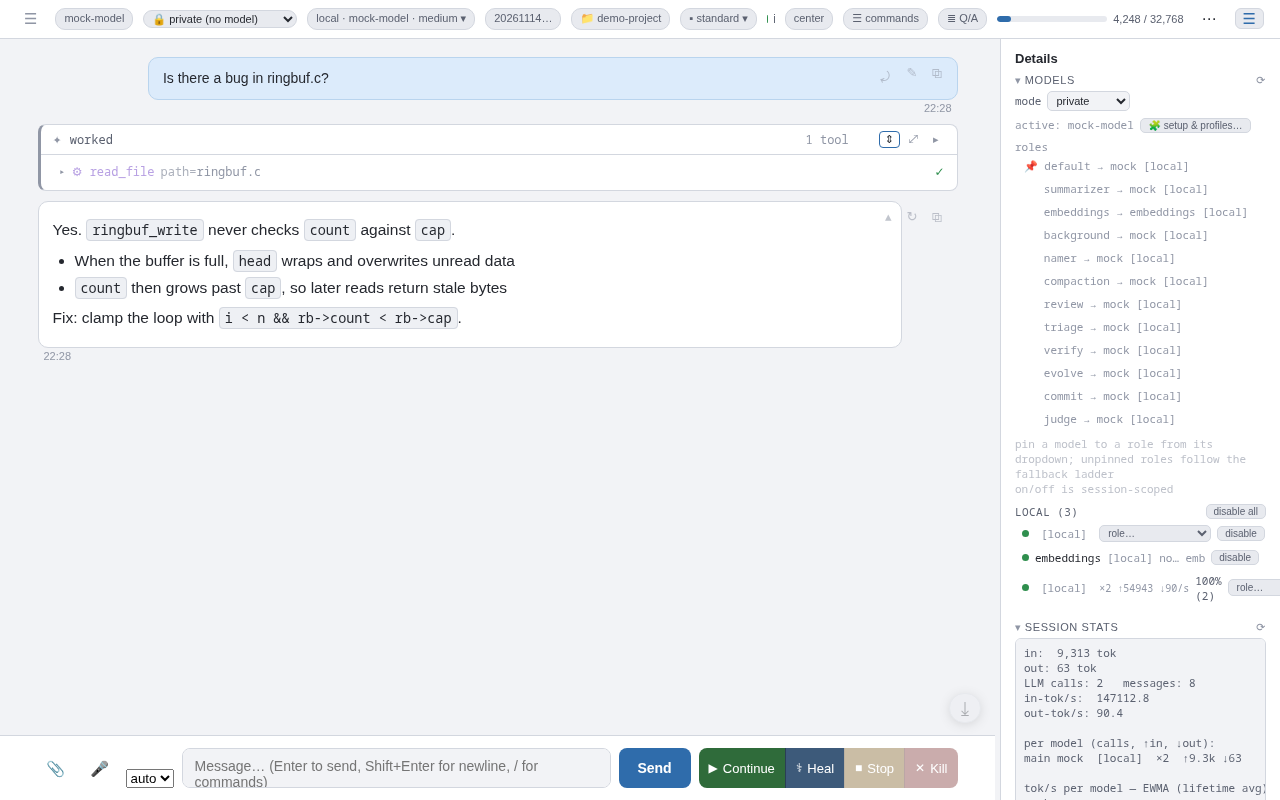 ☰ mock-model 🔒 private (no model) local · mock-model · medium ▾ 20261114… 📁 demo-project ▪ standard ▾ i center ☰ commands ≣ Q/A 4,248 / 32,768 ⋯ ☰
Is there a bug in ringbuf.c?
22:28
✦ worked 1 tool
▸ ⚙ read_file path=ringbuf.c ✓
Yes. ringbuf_write never checks count against cap.
• When the buffer is full, head wraps and overwrites unread data
• count then grows past cap, so later reads return stale bytes
Fix: clamp the loop with i < n && rb->count < rb->cap.
22:28
📎 🎤 auto Message… (Enter to send, Shift+Enter for newline, / for commands) Send ▶ Continue ⚕ Heal ■ Stop ✕ Kill
Details
▾ MODELS ⟳
mode private
active: mock-model 🧩 setup & profiles…
roles
📌 default → mock [local]
summarizer → mock [local]
embeddings → embeddings [local]
background → mock [local]
namer → mock [local]
compaction → mock [local]
review → mock [local]
triage → mock [local]
verify → mock [local]
evolve → mock [local]
commit → mock [local]
judge → mock [local]
pin a model to a role from its
dropdown; unpinned roles follow the
fallback ladder
on/off is session-scoped
LOCAL (3) disable all
[local] role… disable
embeddings [local] no… emb disable
[local] ×2 ↑54943 ↓90/s 100% (2) role…
▾ SESSION STATS ⟳
in: 9,313 tok
out: 63 tok
LLM calls: 2 messages: 8
in-tok/s: 147112.8
out-tok/s: 90.4
per model (calls, ↑in, ↓out):
main mock [local] ×2 ↑9.3k ↓63
tok/s per model — EWMA (lifetime avg)